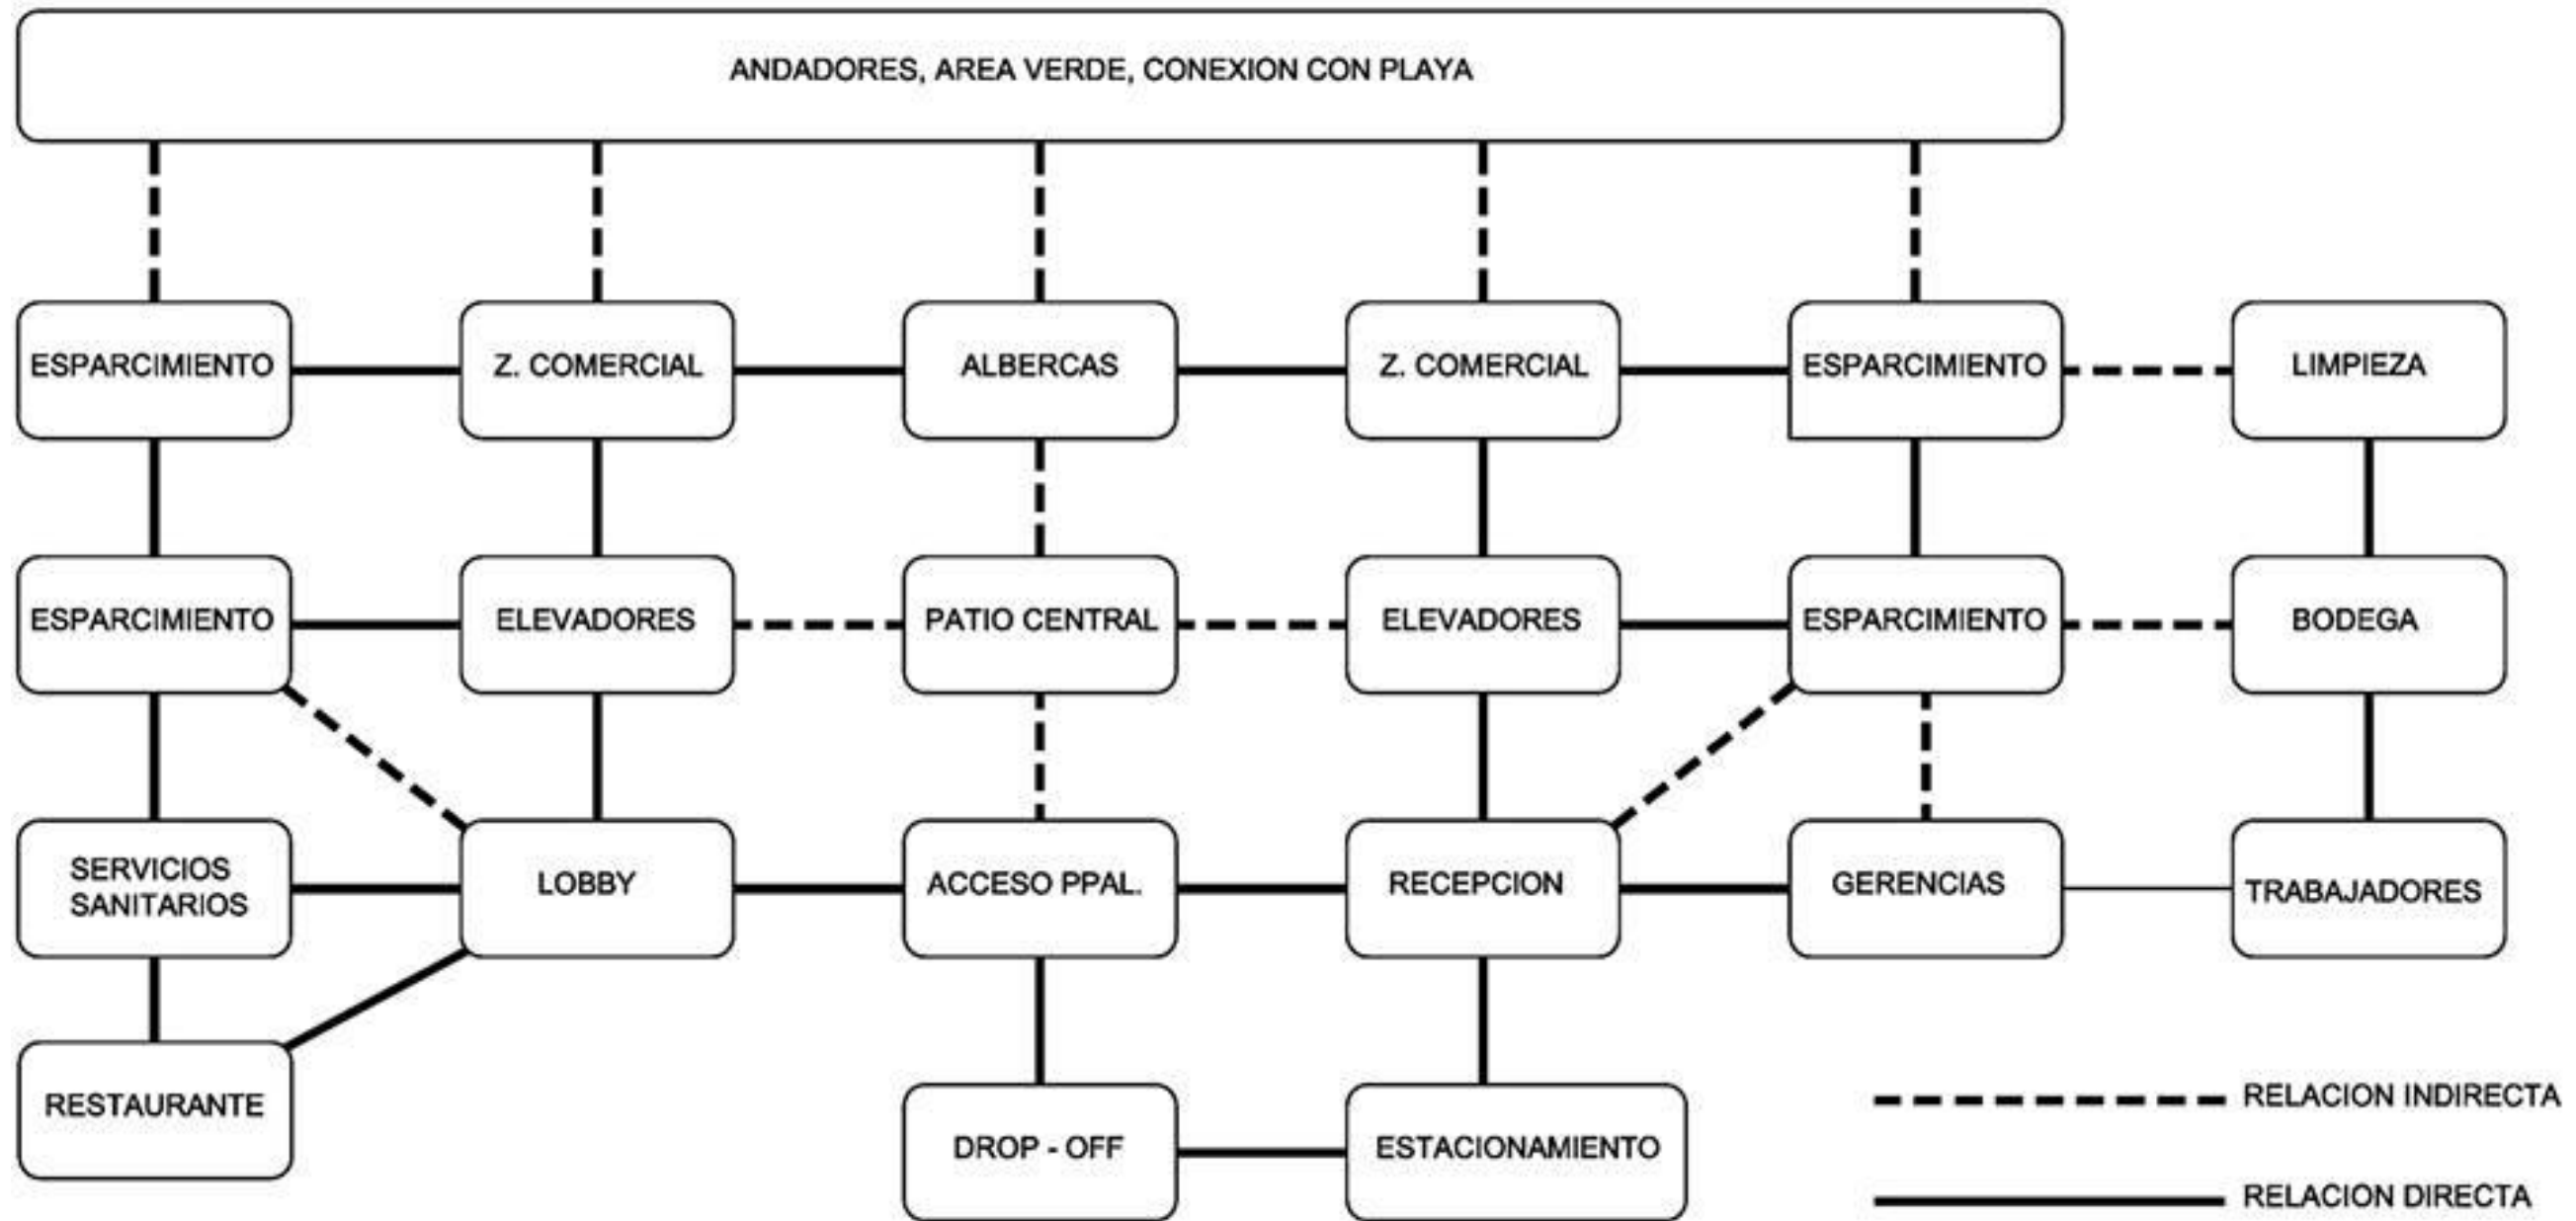 ANDADORES, AREA VERDE, CONEXION CON PLAYA
ESPARCIMIENTO
Z. COMERCIAL
ALBERCAS
Z. COMERCIAL
ESPARCIMIENTO
LIMPIEZA
ESPARCIMIENTO
ELEVADORES
PATIO CENTRAL
ELEVADORES
ESPARCIMIENTO
BODEGA
SERVICIOS
SANITARIOS
LOBBY
ACCESO PPAL.
RECEPCION
GERENCIAS
TRABAJADORES
RESTAURANTE
DROP - OFF
ESTACIONAMIENTO
RELACION INDIRECTA
RELACION DIRECTA